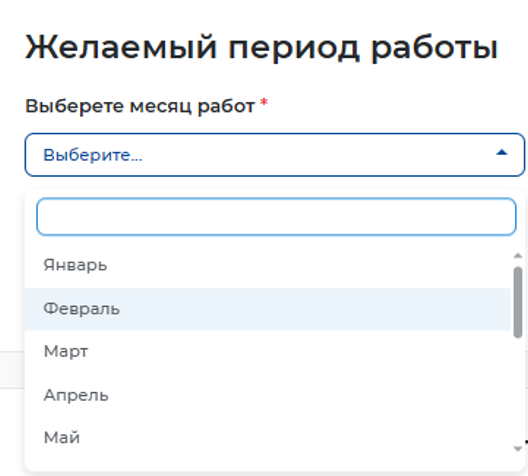 Желаемый период работы
Выберете месяц работ *
Выберите...
Январь
Февраль
Март
Апрель
Май